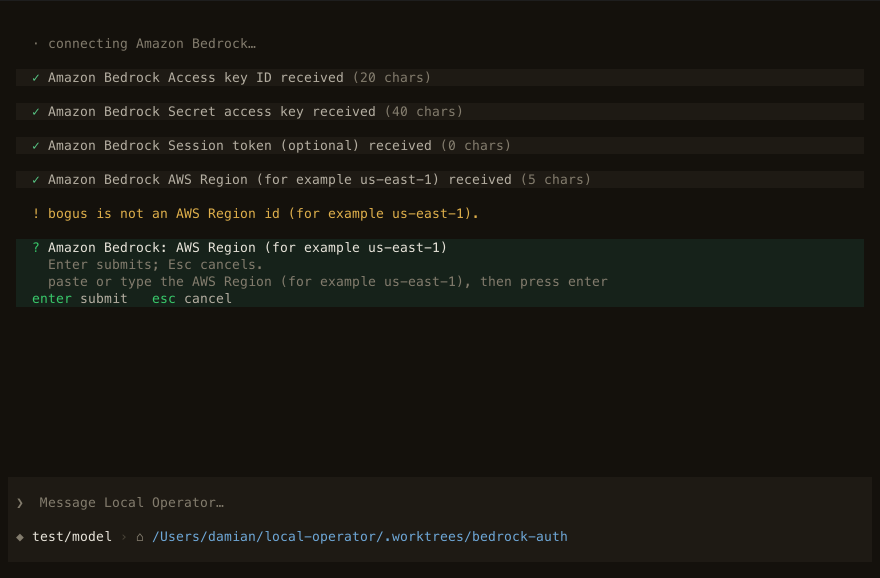 · connecting Amazon Bedrock…
✓ Amazon Bedrock Access key ID received (20 chars)
✓ Amazon Bedrock Secret access key received (40 chars)
✓ Amazon Bedrock Session token (optional) received (0 chars)
✓ Amazon Bedrock AWS Region (for example us-east-1) received (5 chars)
! bogus is not an AWS Region id (for example us-east-1).
? Amazon Bedrock: AWS Region (for example us-east-1)
Enter submits; Esc cancels.
paste or type the AWS Region (for example us-east-1), then press enter
enter submit   esc cancel
❯ Message Local Operator…
◆ test/model › ⌂ /Users/damian/local-operator/.worktrees/bedrock-auth